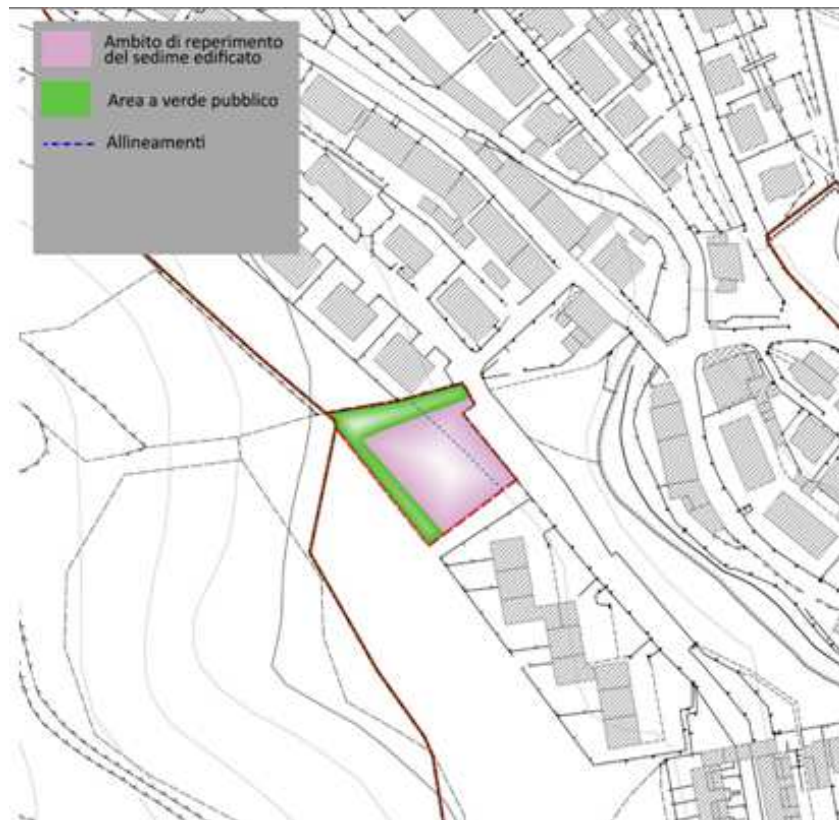 Ambito di reperimento
del sedime edificato
Area a verde pubblico
Allineamenti